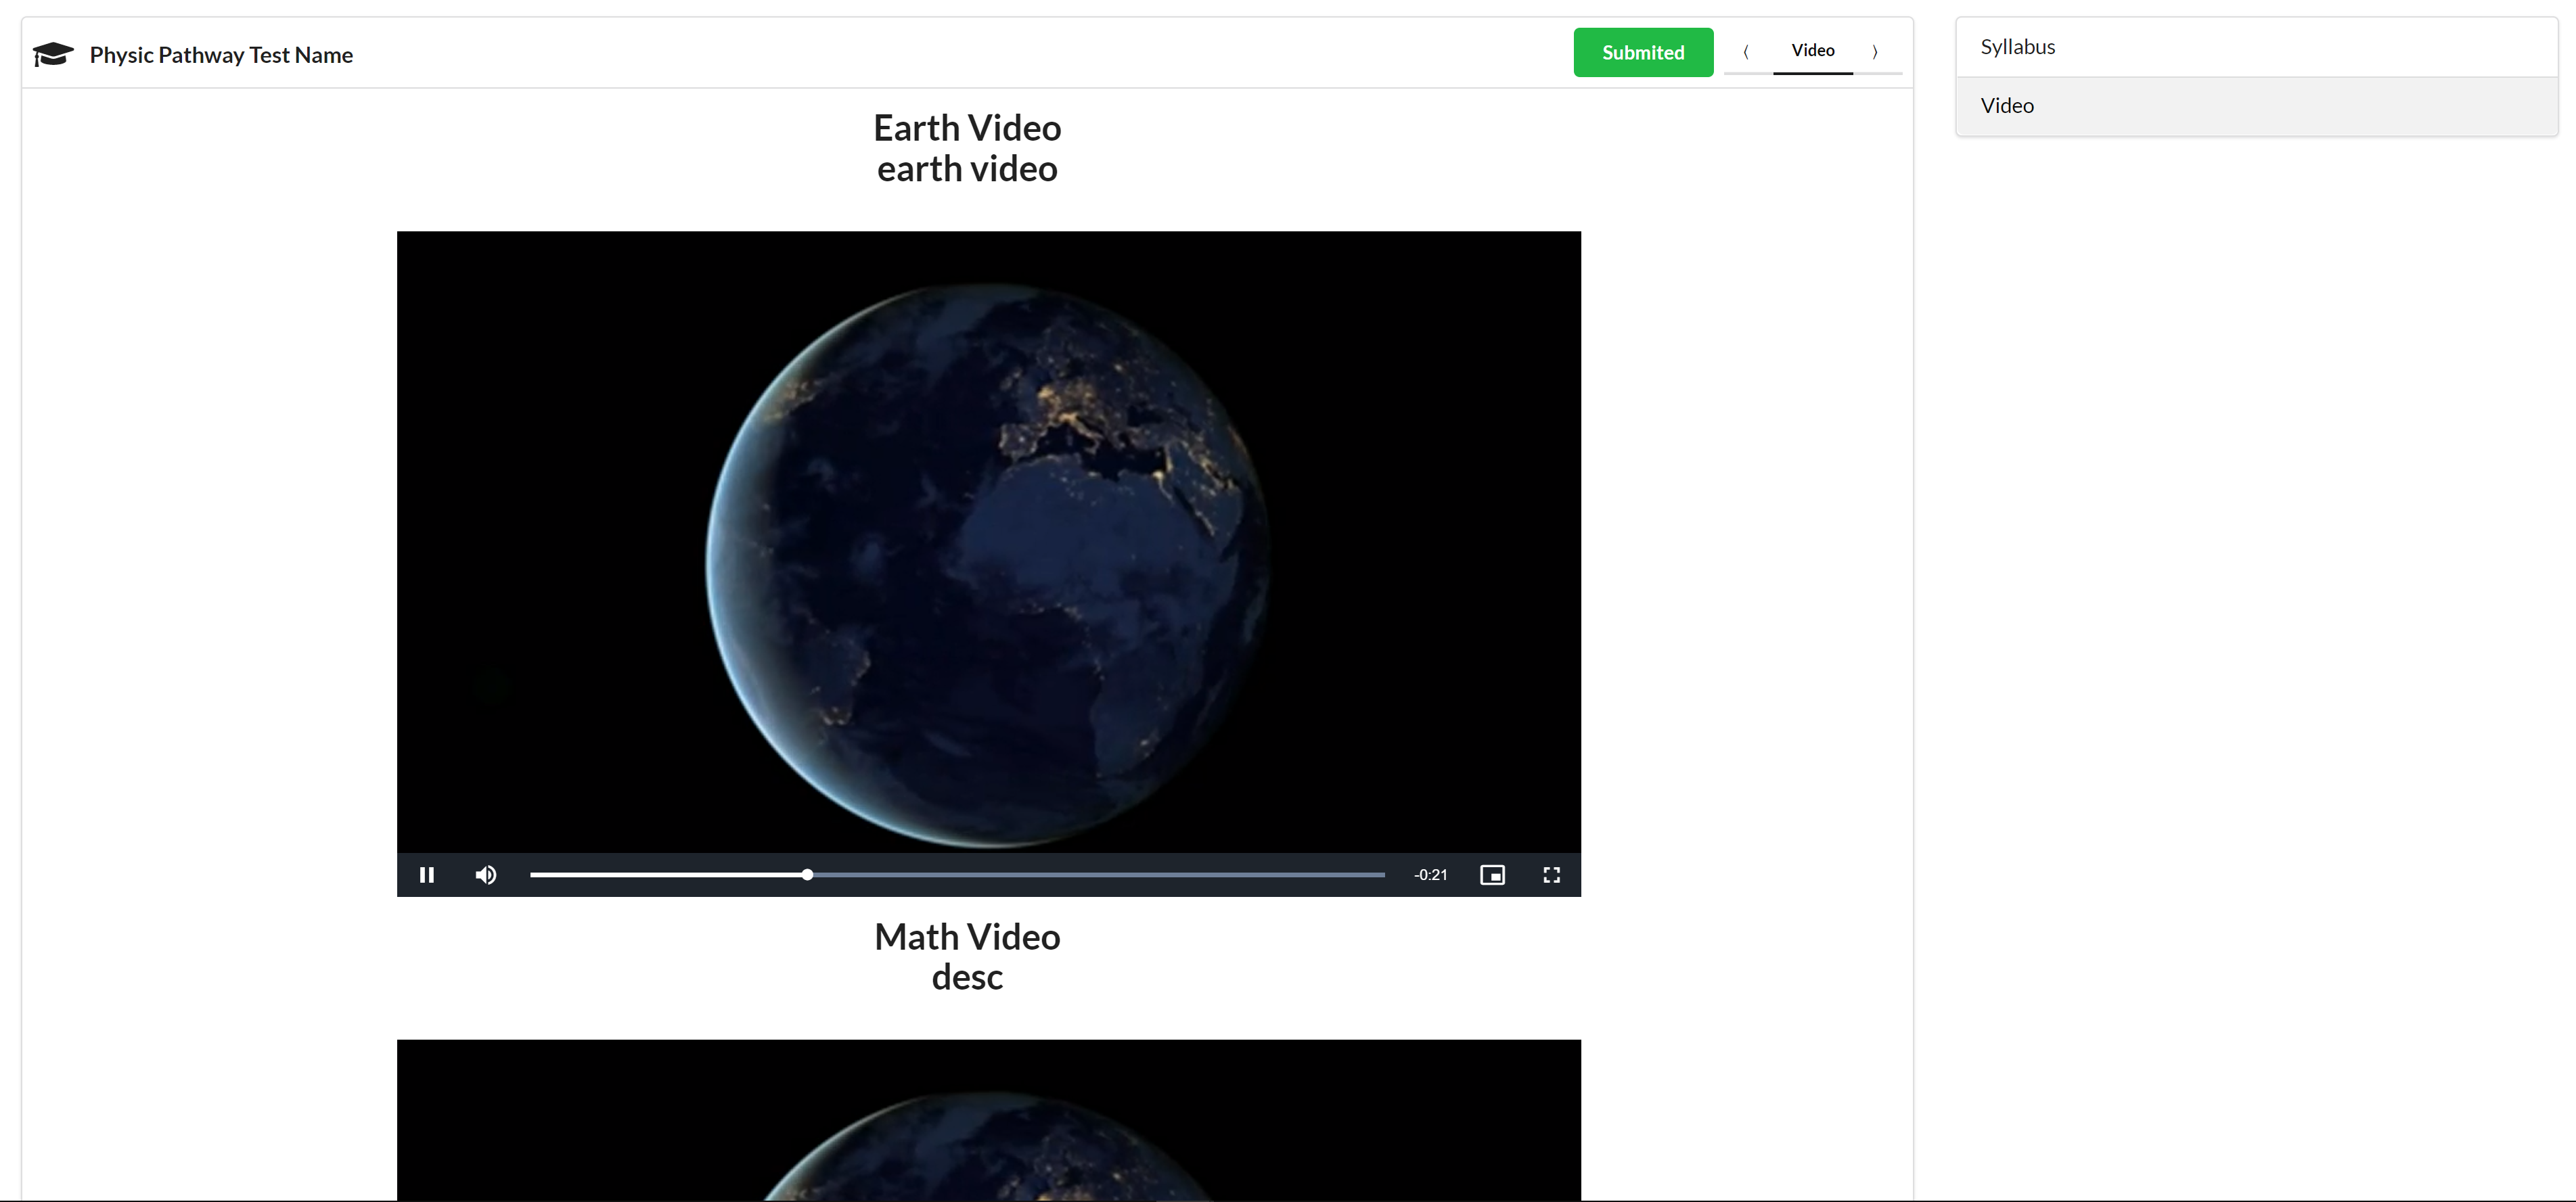 Physic Pathway Test Name
Submited
Video
Syllabus
Video
Earth Video
earth video
-0:21
Math Video
desc